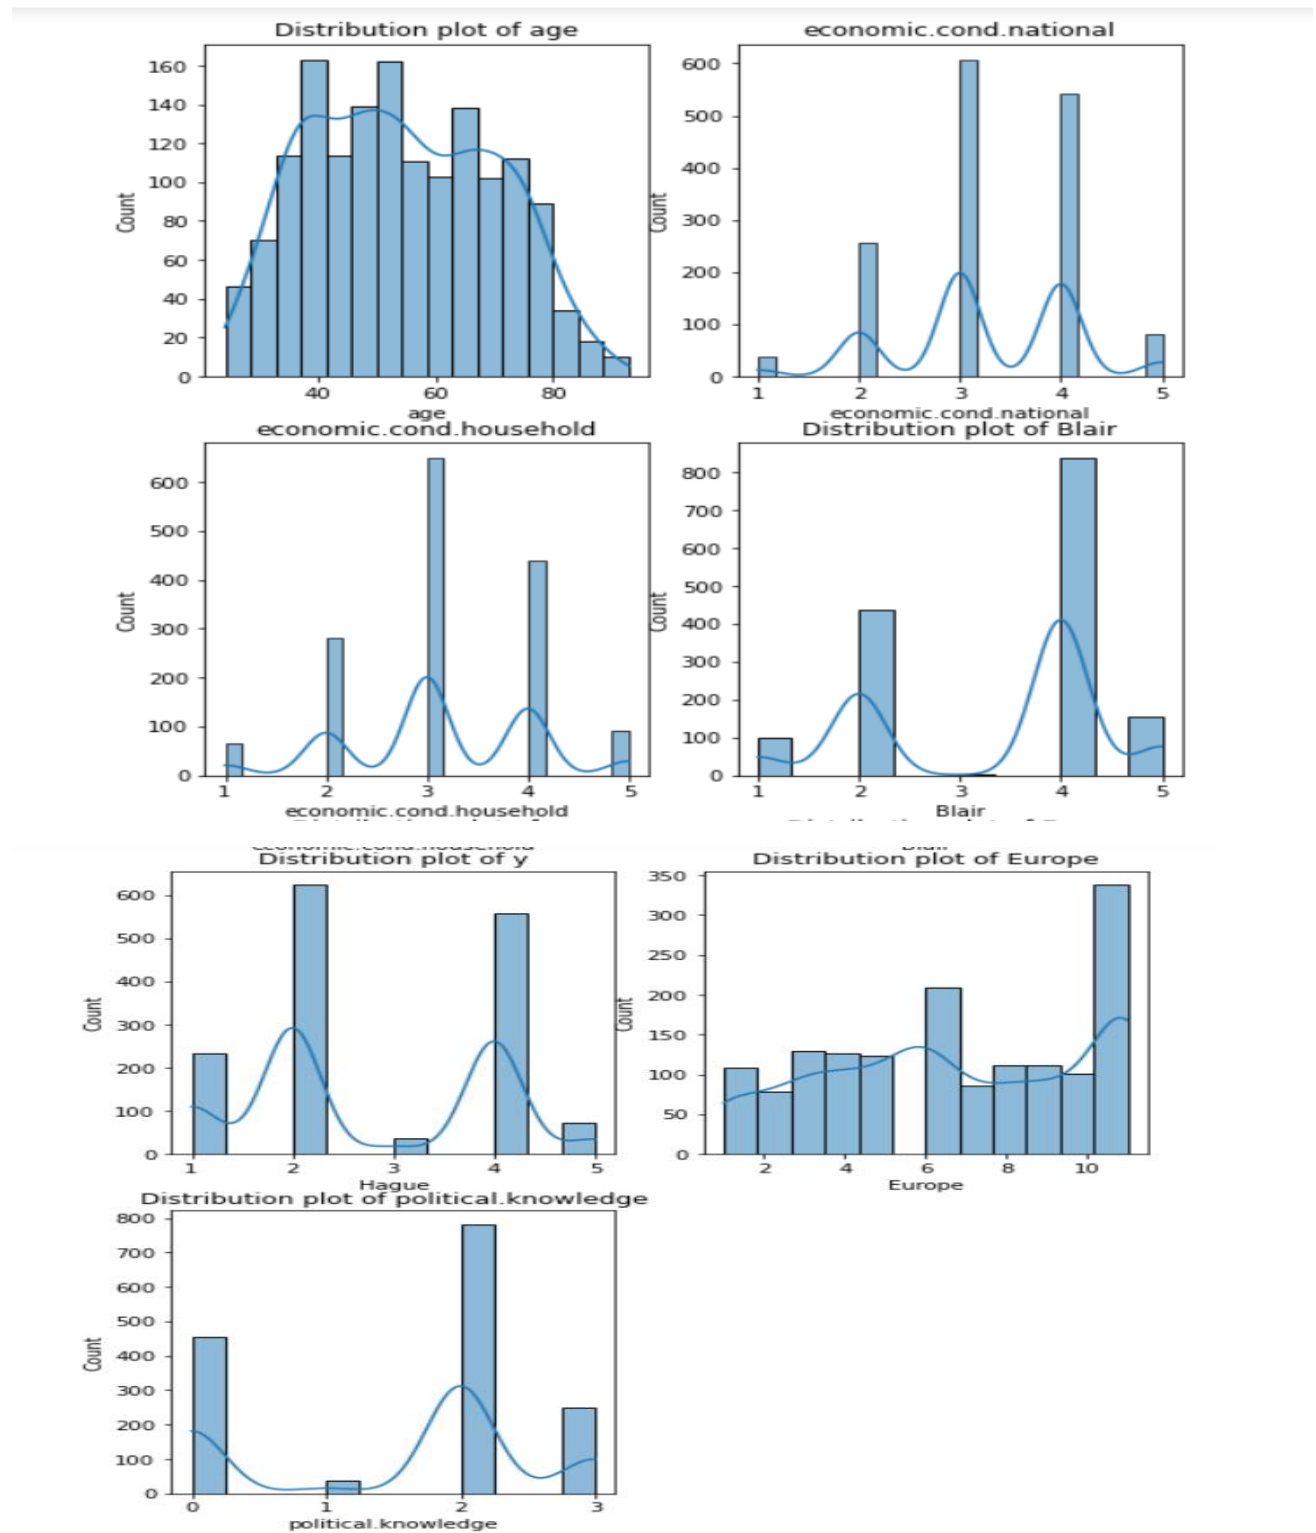 Distribution plot of age
160
140
120
100
80
60
40
20
0
Count
40 60 80
age
economic.cond.national
600
500
400
300
200
100
0
Count
1 2 3 4 5
economic.cond.national
economic.cond.household
600
500
400
300
200
100
0
Count
1 2 3 4 5
economic.cond.household
Distribution plot of Blair
800
700
600
500
400
300
200
100
0
Count
1 2 3 4 5
Blair
Distribution plot of y
600
500
400
300
200
100
0
Count
1 2 3 4 5
Hague
Distribution plot of Europe
350
300
250
200
150
100
50
0
Count
2 4 6 8 10
Europe
Distribution plot of political.knowledge
800
700
600
500
400
300
200
100
0
Count
0 1 2 3
political.knowledge